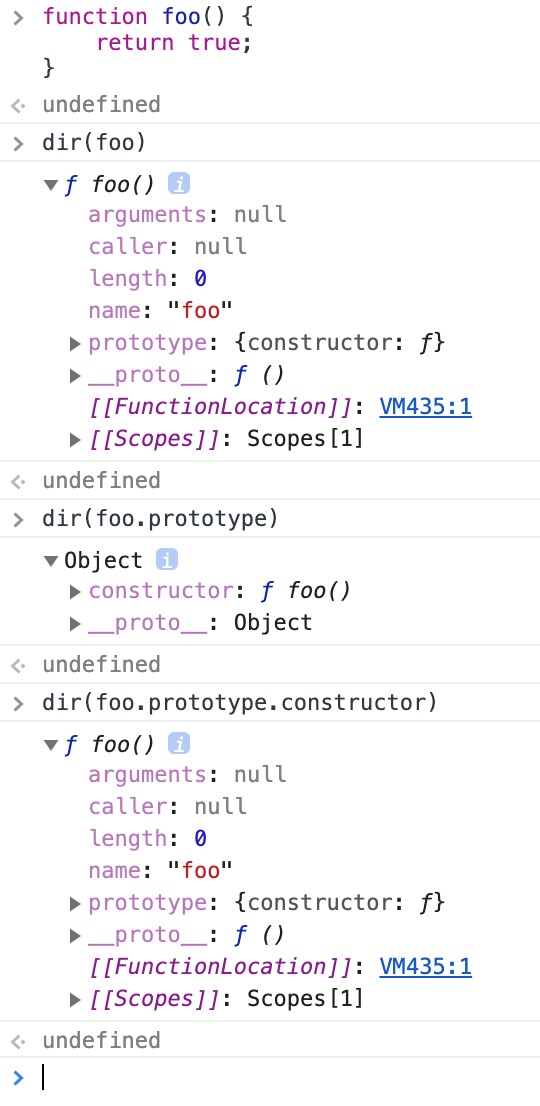 function foo() {
return true;
}
undefined
dir(foo)
ƒ foo() i
arguments: null
caller: null
length: 0
name: "foo"
prototype: {constructor: ƒ}
__proto__: ƒ ()
[[FunctionLocation]]: VM435:1
[[Scopes]]: Scopes[1]
undefined
dir(foo.prototype)
Object i
constructor: ƒ foo()
__proto__: Object
undefined
dir(foo.prototype.constructor)
ƒ foo() i
arguments: null
caller: null
length: 0
name: "foo"
prototype: {constructor: ƒ}
__proto__: ƒ ()
[[FunctionLocation]]: VM435:1
[[Scopes]]: Scopes[1]
undefined